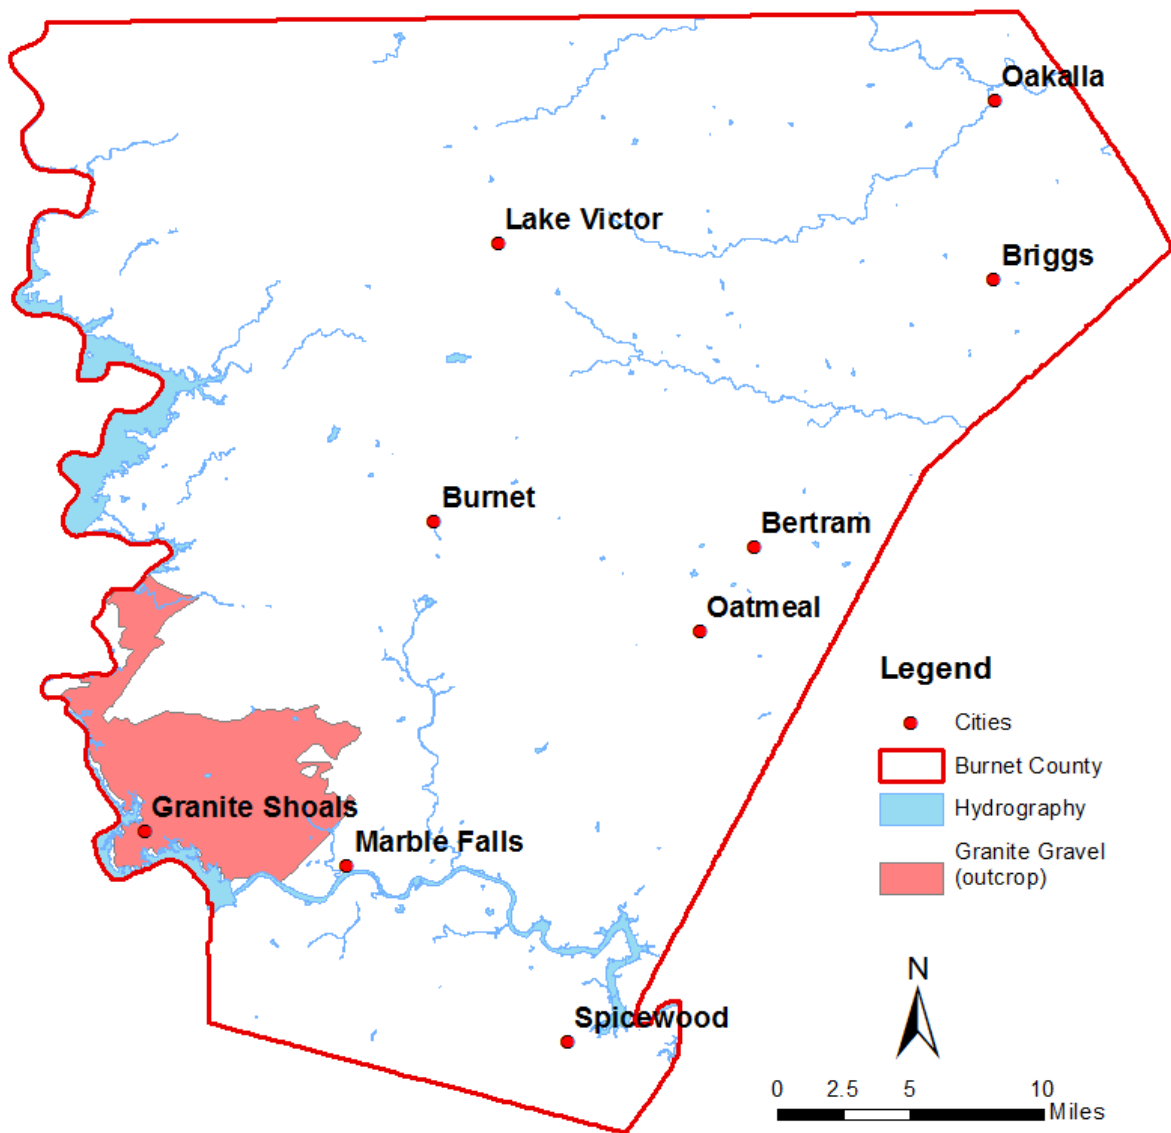 Oakalla
Lake Victor
Briggs
Burnet
Bertram
Oatmeal
Granite Shoals
Marble Falls
Spicewood
Legend
Cities
Burnet County
Hydrography
Granite Gravel
(outcrop)
N
0 2.5 5 10
Miles